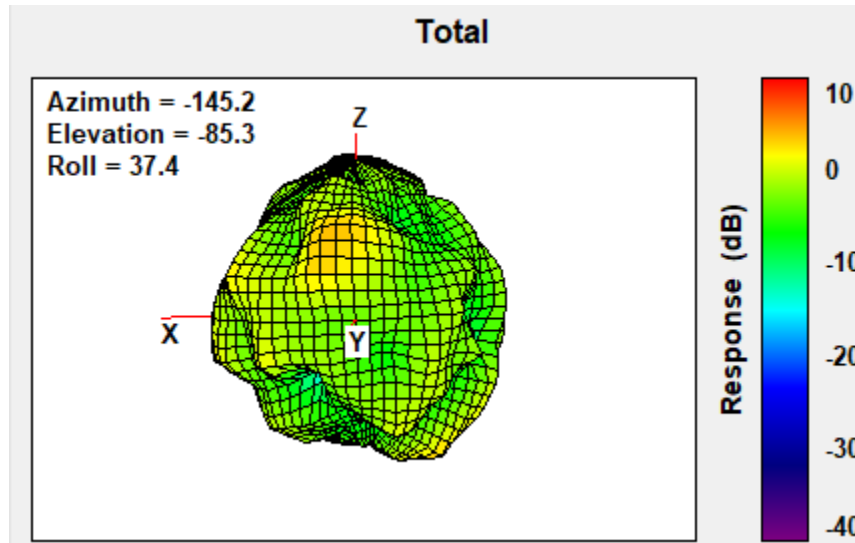 Total
Azimuth = -145.2
Elevation = -85.3
Roll = 37.4
Z
X
Y
Response (dB)
10
0
-10
-20
-30
-40